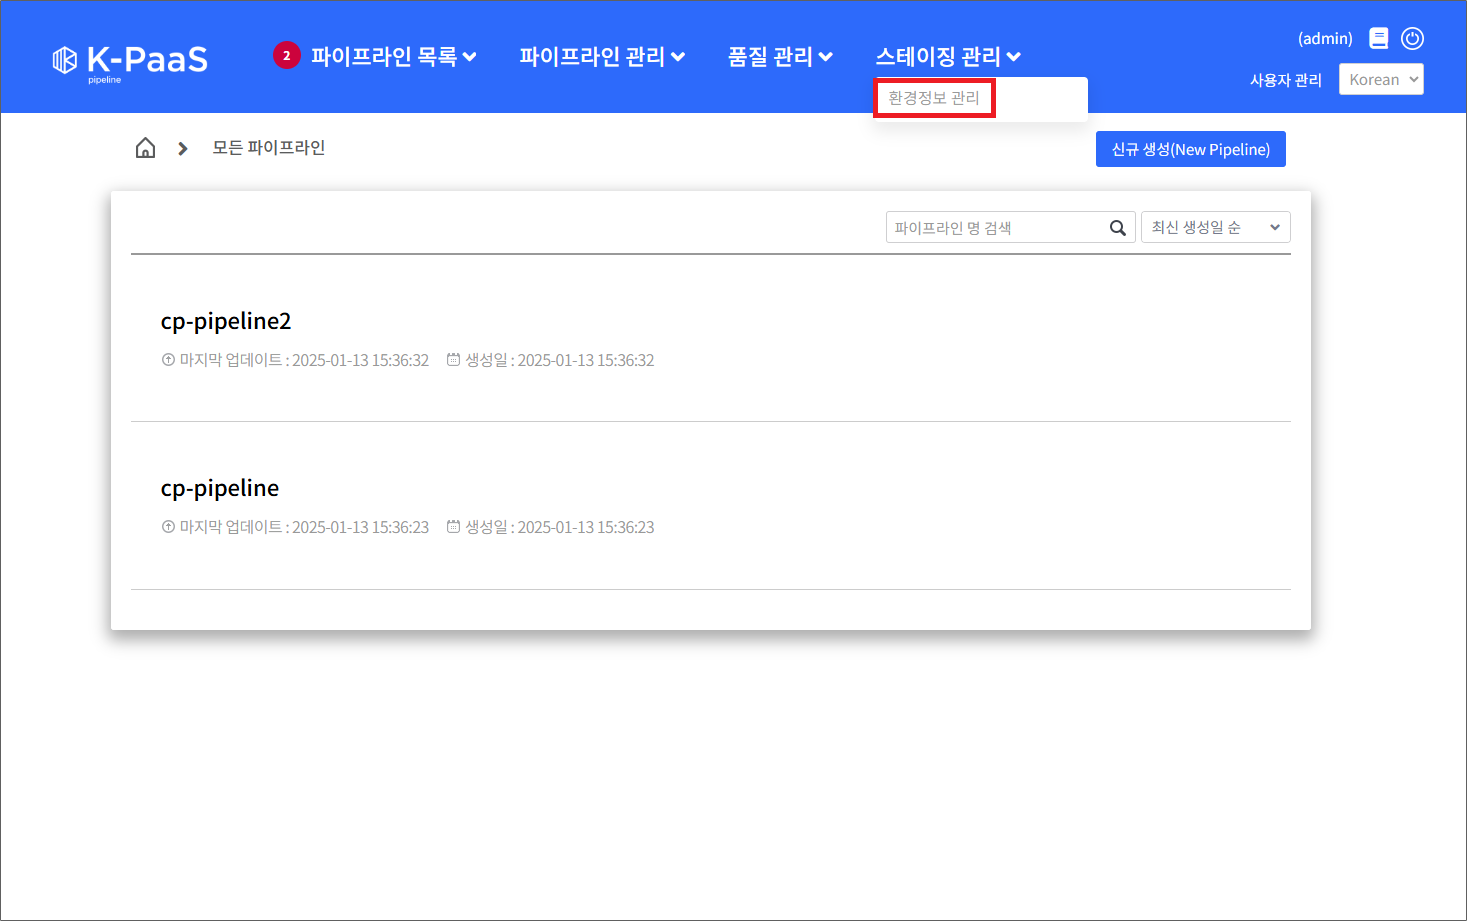 K-PaaS
pipeline
2 파이프라인 목록
파이프라인 관리
품질 관리
스테이징 관리
환경정보 관리
(admin)
사용자 관리
Korean
모든 파이프라인
신규 생성(New Pipeline)
파이프라인 명 검색
최신 생성일 순
cp-pipeline2
마지막 업데이트 : 2025-01-13 15:36:32 생성일 : 2025-01-13 15:36:32
cp-pipeline
마지막 업데이트 : 2025-01-13 15:36:23 생성일 : 2025-01-13 15:36:23